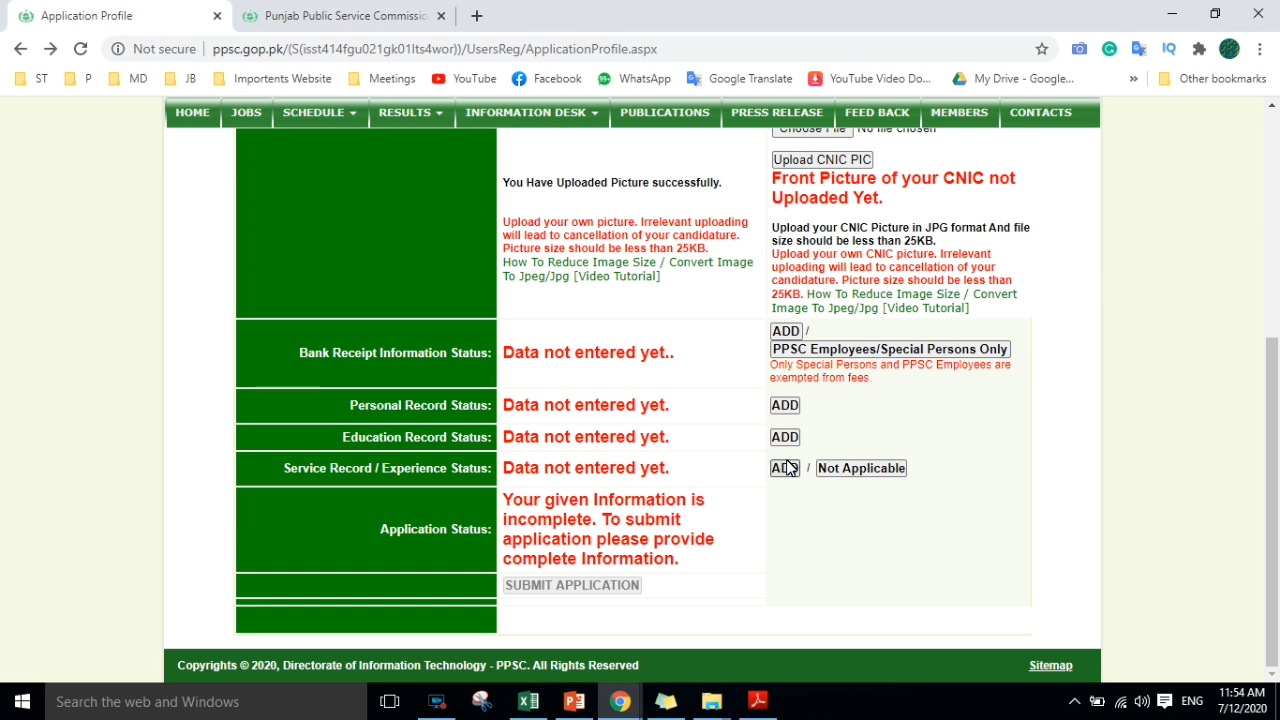 Application Profile
Punjab Public Service Commissio
Not secure
ppsc.gop.pk/(S(isst414fgu021gk01lts4wor))/UsersReg/ApplicationProfile.aspx
ST
P
MD
JB
Importents Website
Meetings
YouTube
Facebook
WhatsApp
Google Translate
YouTube Video Do...
My Drive - Google...
»
Other bookmarks
HOME
JOBS
SCHEDULE
RESULTS
INFORMATION DESK
PUBLICATIONS
PRESS RELEASE
FEED BACK
MEMBERS
CONTACTS
Choose File No file chosen
Upload CNIC PIC
Front Picture of your CNIC not
Uploaded Yet.
You Have Uploaded Picture successfully.
Upload your own picture. Irrelevant uploading
will lead to cancellation of your candidature.
Picture size should be less than 25KB.
How To Reduce Image Size / Convert Image
To Jpeg/Jpg [Video Tutorial]
Upload your CNIC Picture in JPG format And file
size should be less than 25KB.
Upload your own CNIC picture. Irrelevant
uploading will lead to cancellation of your
candidature. Picture size should be less than
25KB. How To Reduce Image Size / Convert
Image To Jpeg/Jpg [Video Tutorial]
Bank Receipt Information Status:
Data not entered yet..
ADD /
PPSC Employees/Special Persons Only
Only Special Persons and PPSC Employees are
exempted from fees.
Personal Record Status:
Data not entered yet.
ADD
Education Record Status:
Data not entered yet.
ADD
Service Record / Experience Status:
Data not entered yet.
ADD / Not Applicable
Application Status:
Your given Information is
incomplete. To submit
application please provide
complete Information.
SUBMIT APPLICATION
Copyrights © 2020, Directorate of Information Technology - PPSC. All Rights Reserved
Sitemap
Search the web and Windows
ENG
11:54 AM
7/12/2020